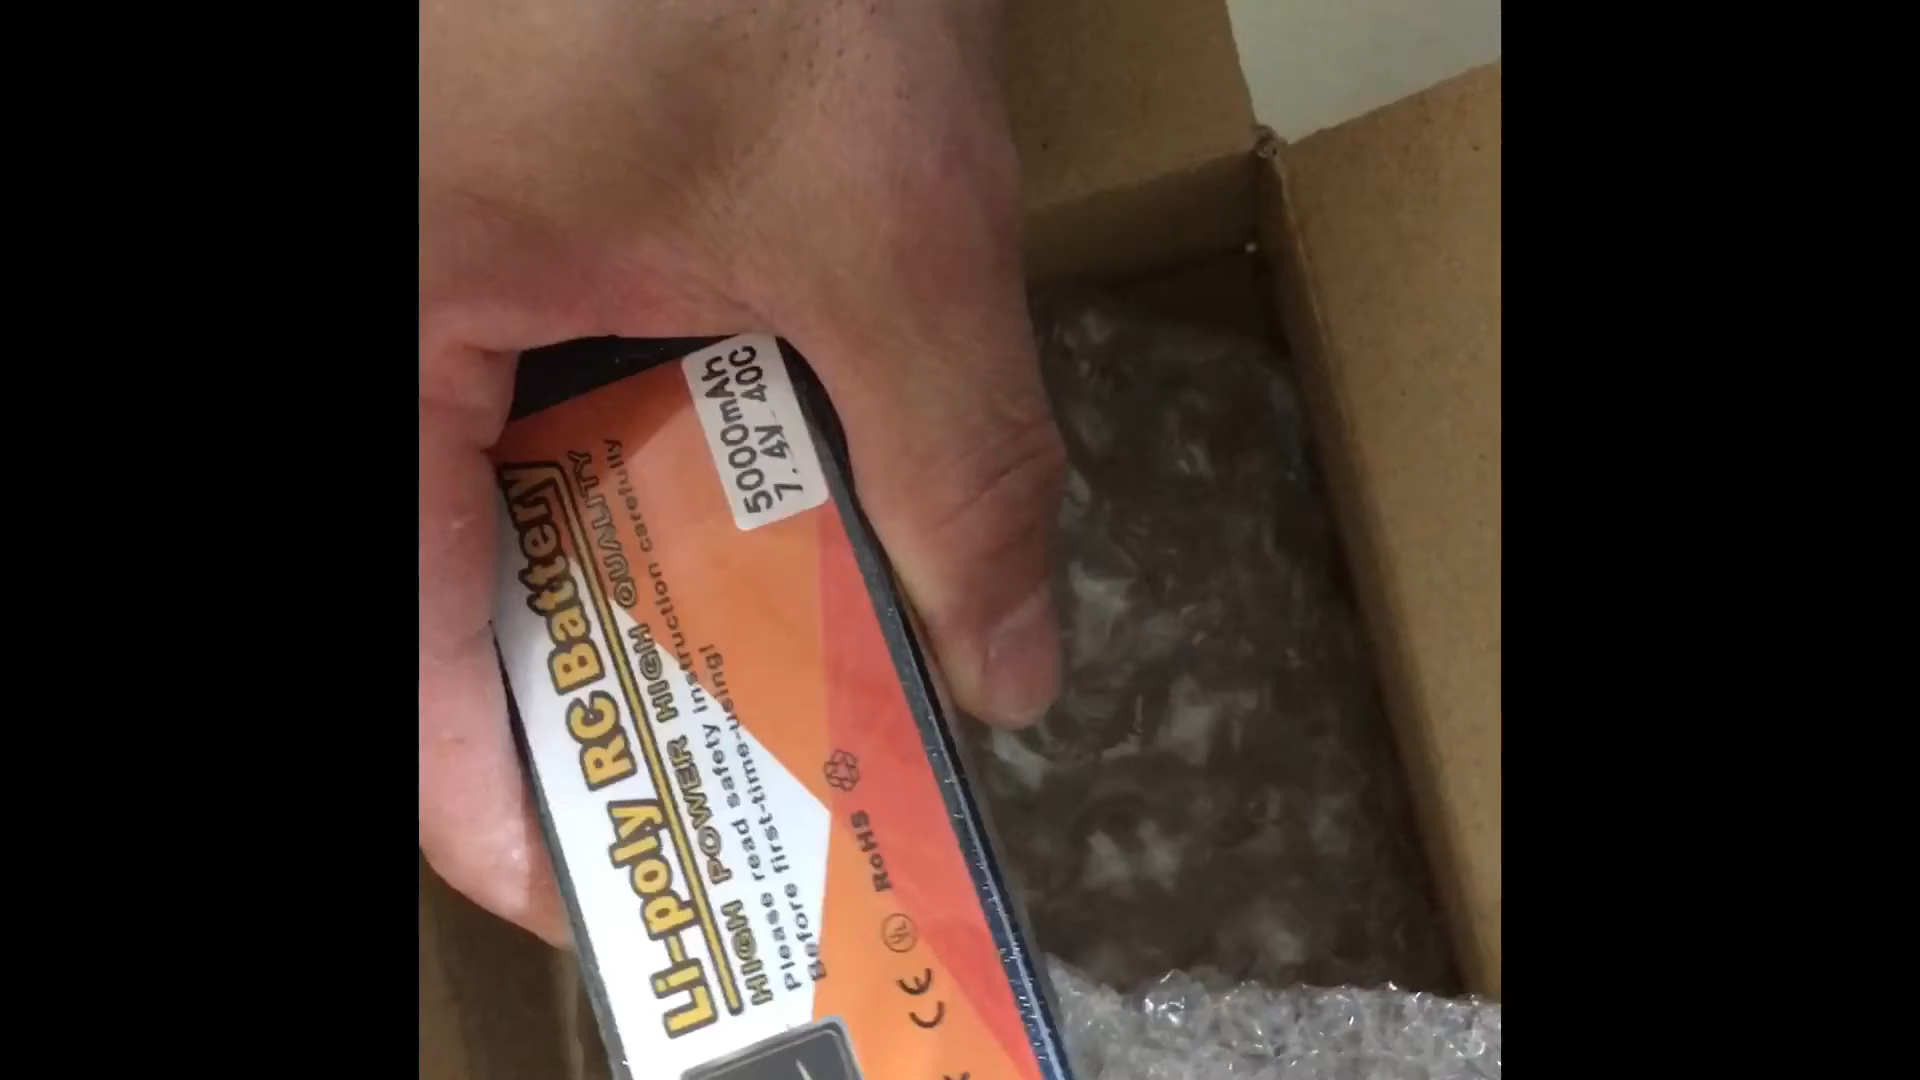 5000mAh
7.4V 40C
Li-poly RC Battery
HIGH POWER HIGH QUALITY
Please read safety instruction carefully
Before first-time-using!
CE UL RoHS